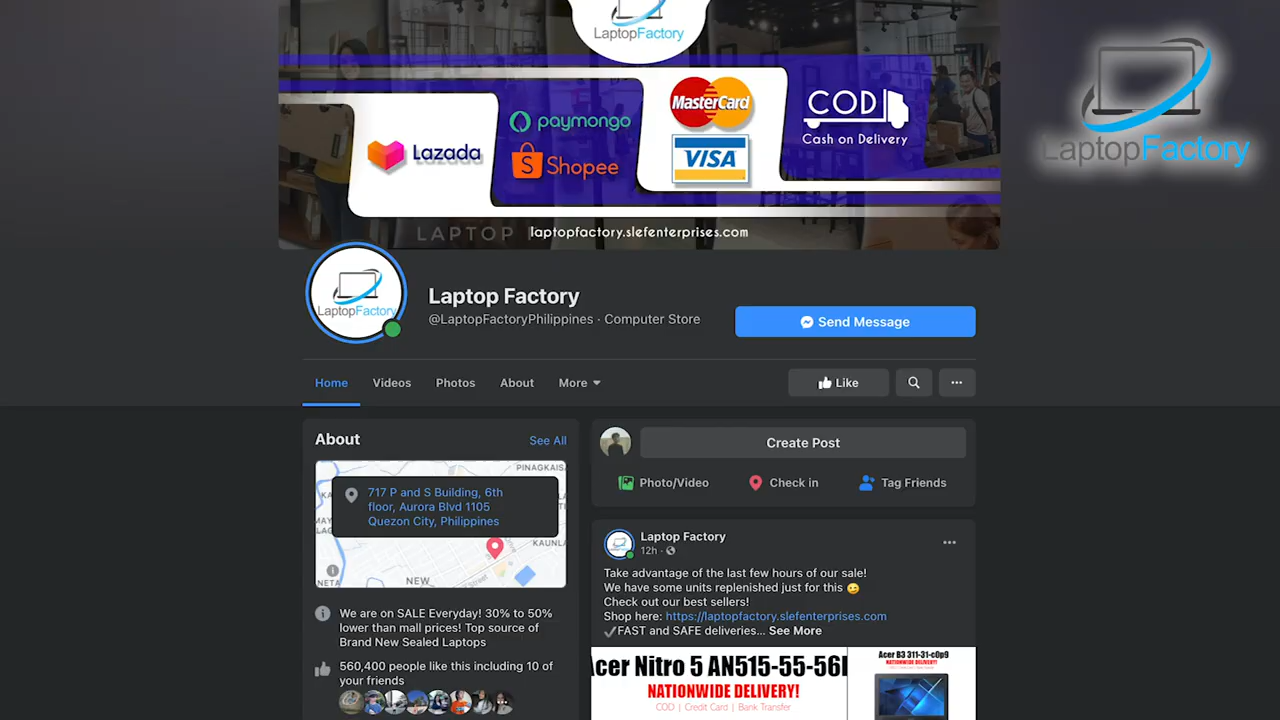 LaptopFactory
LaptopFactory
Lazada
paymongo
Shopee
MasterCard
VISA
COD
Cash on Delivery
LAPTOP
laptopfactory.slefenterprises.com
LaptopFactory
Laptop Factory
@LaptopFactoryPhilippines · Computer Store
Send Message
Home
Videos
Photos
About
More
Like
About
See All
PINAGKAIS
717 P and S Building, 6th
floor, Aurora Blvd 1105
Quezon City, Philippines
KAUNLA
NEW
NETA
We are on SALE Everyday! 30% to 50%
lower than mall prices! Top source of
Brand New Sealed Laptops
560,400 people like this including 10 of
your friends
Create Post
Photo/Video
Check in
Tag Friends
Laptop Factory
12h ·
Take advantage of the last few hours of our sale!
We have some units replenished just for this 😉
Check out our best sellers!
Shop here: https://laptopfactory.slefenterprises.com
✔FAST and SAFE deliveries... See More
Acer Nitro 5 AN515-55-56
NATIONWIDE DELIVERY!
COD | Credit Card | Bank Transfer
Acer B3 311-31-c0p9
NATIONWIDE DELIVERY!